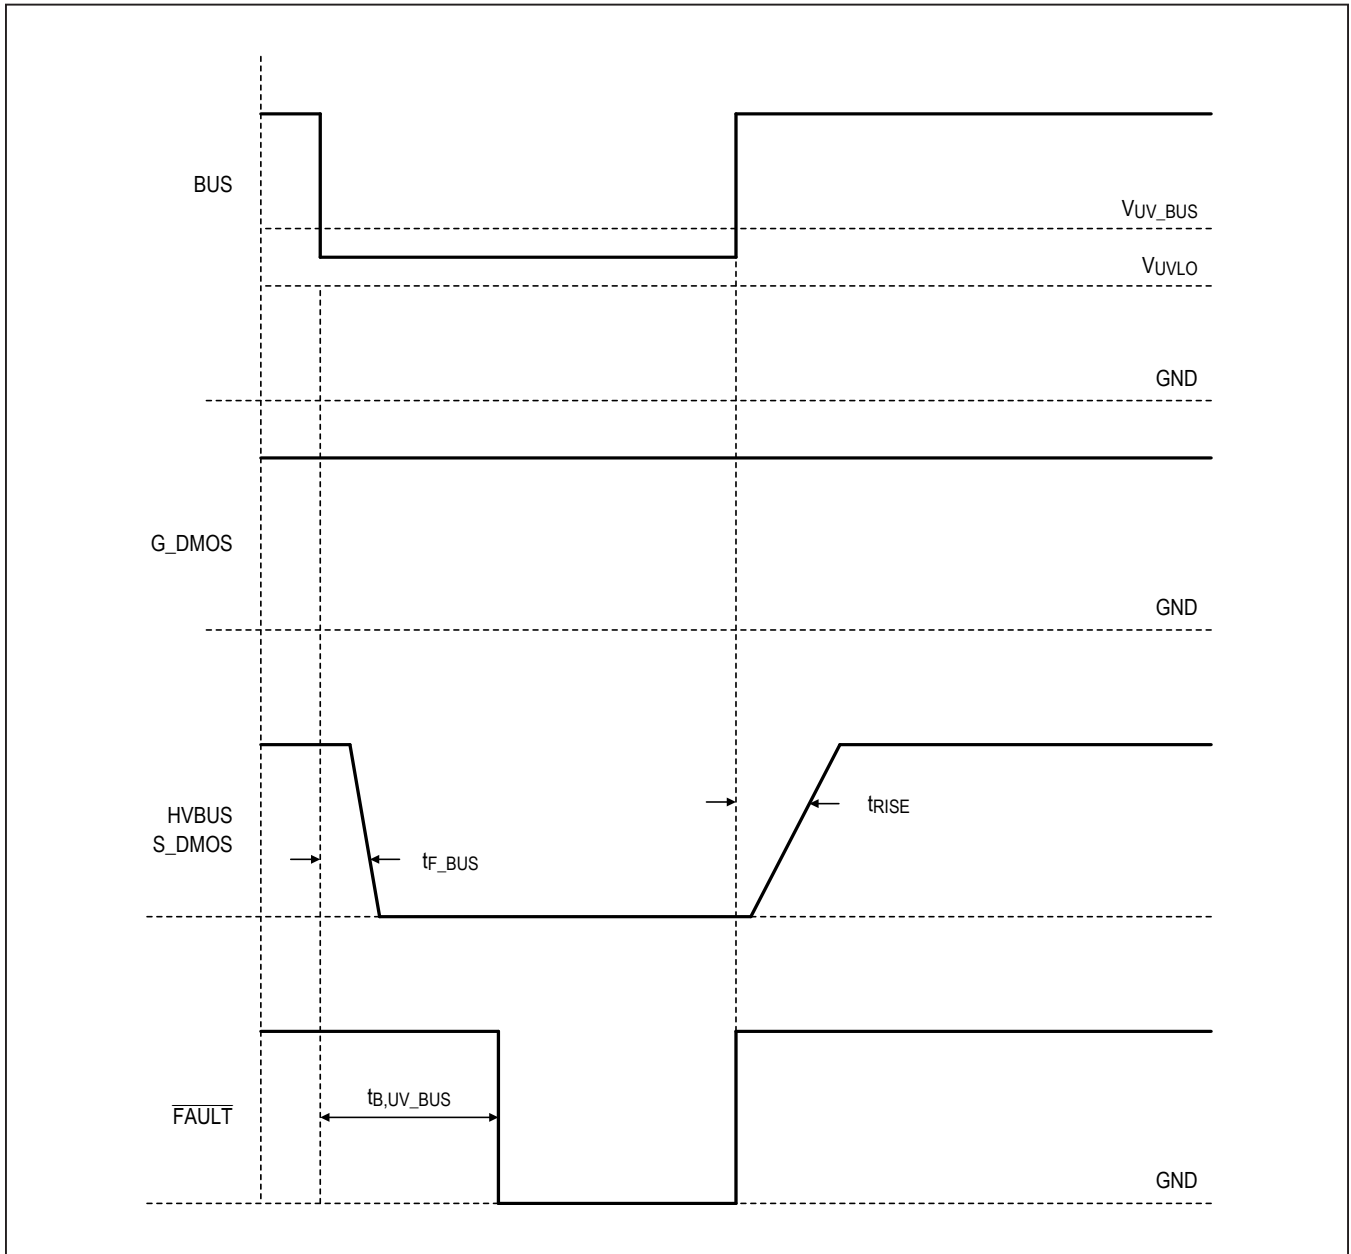 BUS
VUV_BUS
VUVLO
GND
G_DMOS
GND
HVBUS
S_DMOS
tRISE
tF_BUS
FAULT
tB,UV_BUS
GND